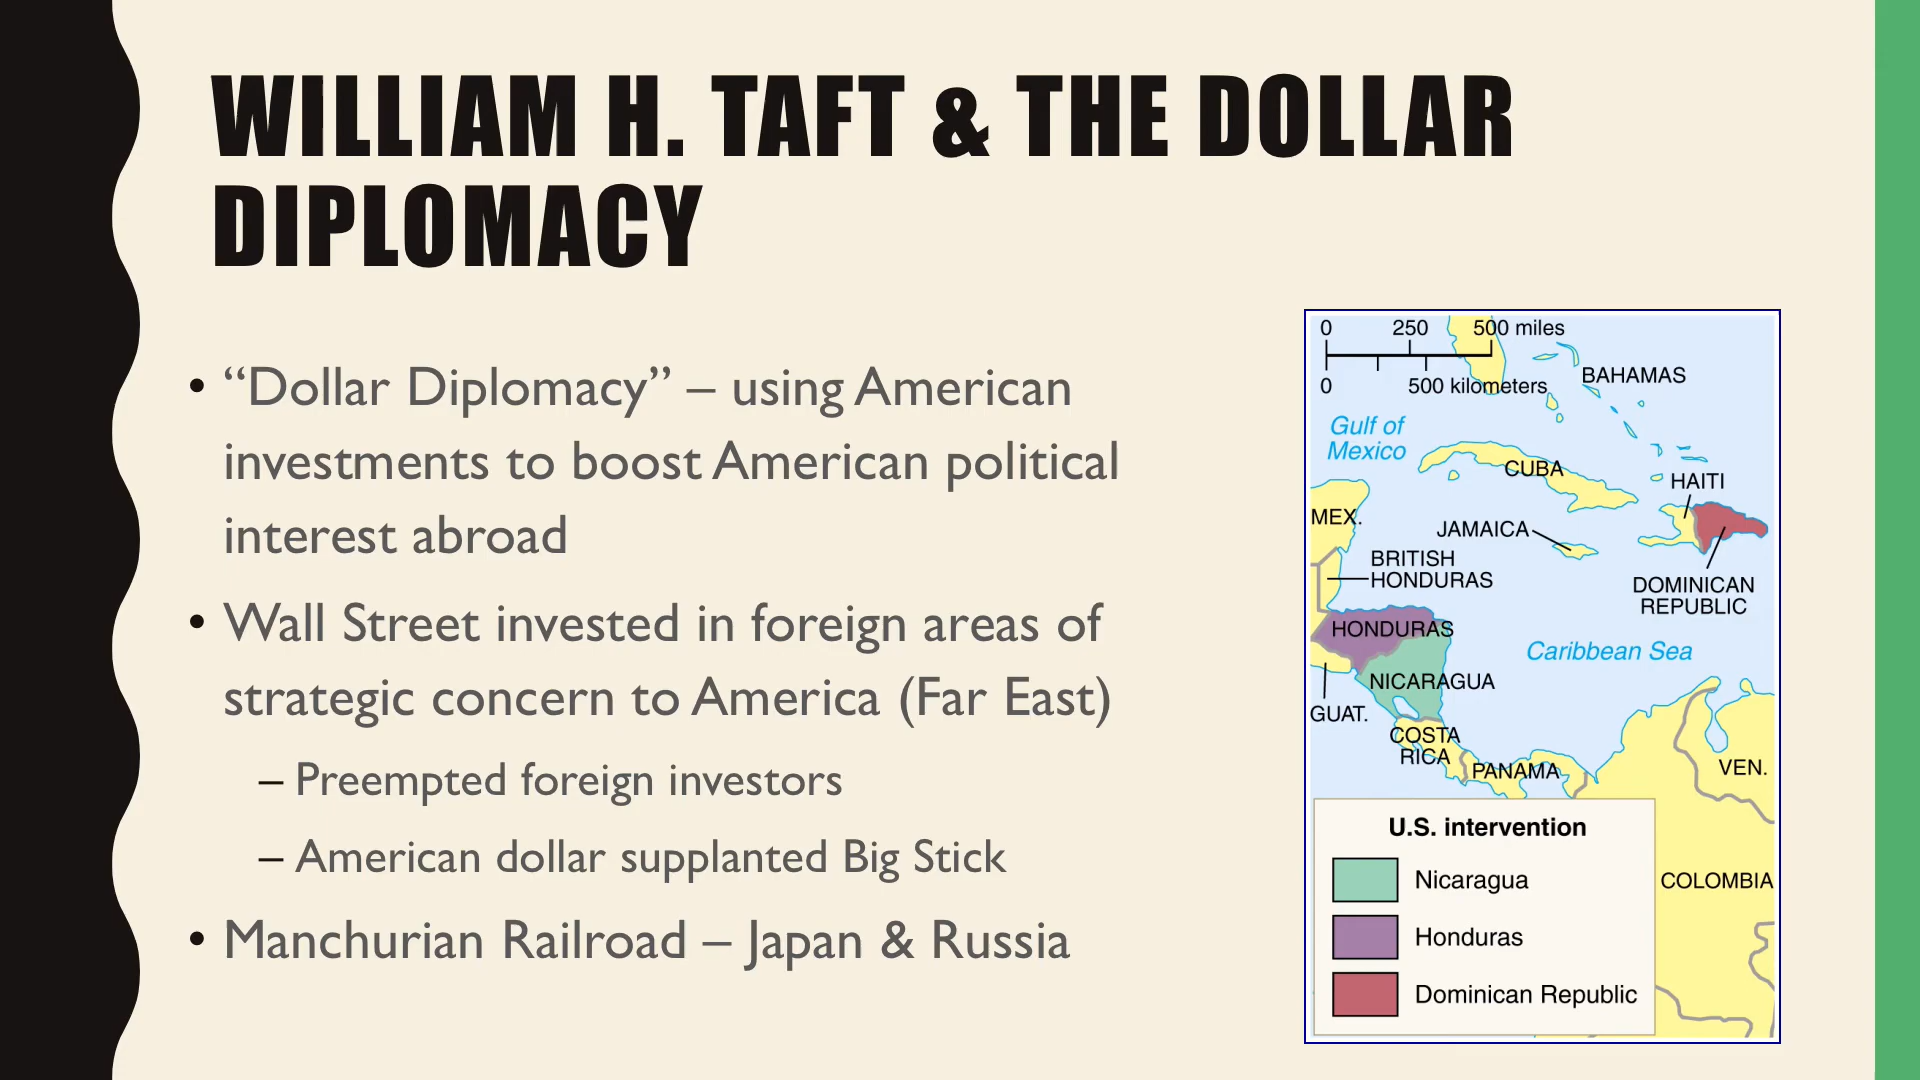 WILLIAM H. TAFT & THE DOLLAR
DIPLOMACY
• “Dollar Diplomacy” – using American
investments to boost American political
interest abroad
• Wall Street invested in foreign areas of
strategic concern to America (Far East)
– Preempted foreign investors
– American dollar supplanted Big Stick
• Manchurian Railroad – Japan & Russia
0 250 500 miles
0 500 kilometers
BAHAMAS
Gulf of
Mexico
CUBA
HAITI
MEX.
JAMAICA
BRITISH
HONDURAS
DOMINICAN
REPUBLIC
HONDURAS
Caribbean Sea
NICARAGUA
GUAT.
COSTA
RICA
PANAMA
VEN.
COLOMBIA
U.S. intervention
Nicaragua
Honduras
Dominican Republic